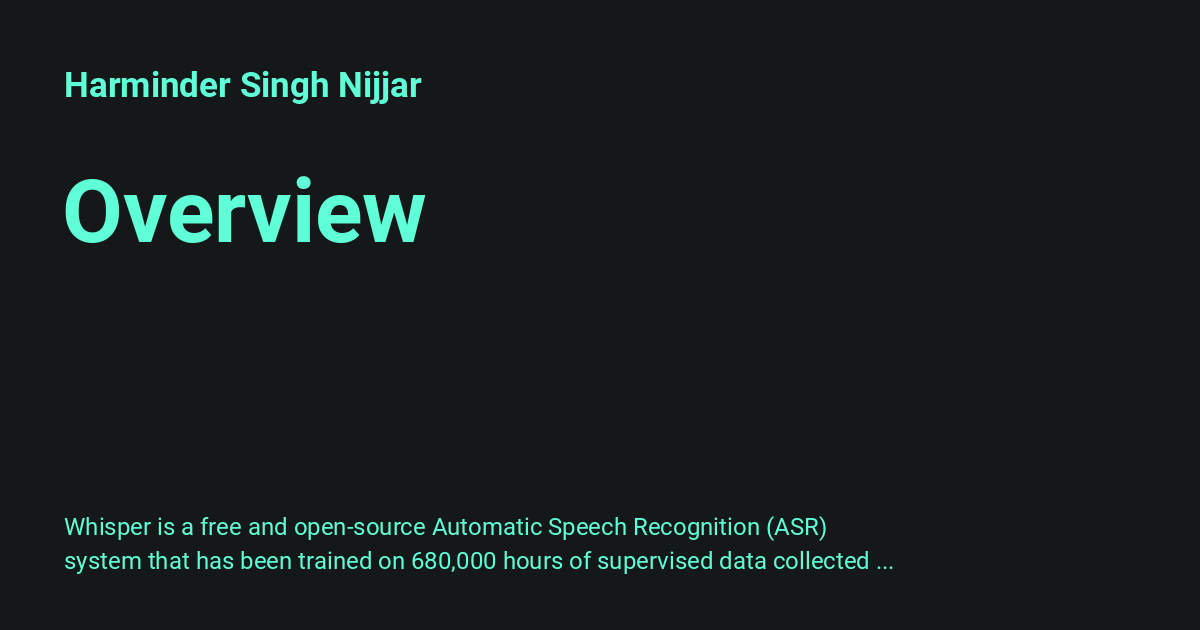 Harminder Singh Nijjar
Overview
Whisper is a free and open-source Automatic Speech Recognition (ASR)
system that has been trained on 680,000 hours of supervised data collected ...